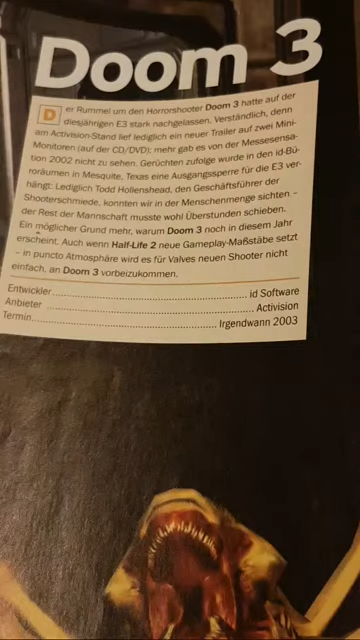 Doom 3
Der Rummel um den Horrorshooter Doom 3 hatte auf der
diesjährigen E3 stark nachgelassen. Verständlich, denn
am Activision-Stand lief lediglich ein neuer Trailer auf zwei Mini-
Monitoren (auf der CD/DVD); mehr gab es von der Messesensa-
tion 2002 nicht zu sehen. Gerüchten zufolge wurde in den id-Bü-
roräumen in Mesquite, Texas eine Ausgangssperre für die E3 ver-
hängt: Lediglich Todd Hollenshead, den Geschäftsführer der
Shooterschmiede, konnten wir in der Menschenmenge sichten –
der Rest der Mannschaft musste wohl Überstunden schieben.
Ein möglicher Grund mehr, warum Doom 3 noch in diesem Jahr
erscheint. Auch wenn Half-Life 2 neue Gameplay-Maßstäbe setzt
– in puncto Atmosphäre wird es für Valves neuen Shooter nicht
einfach, an Doom 3 vorbeizukommen.
Entwickler.................................................. id Software
Anbieter ..................................................... Activision
Termin.............................................. Irgendwann 2003